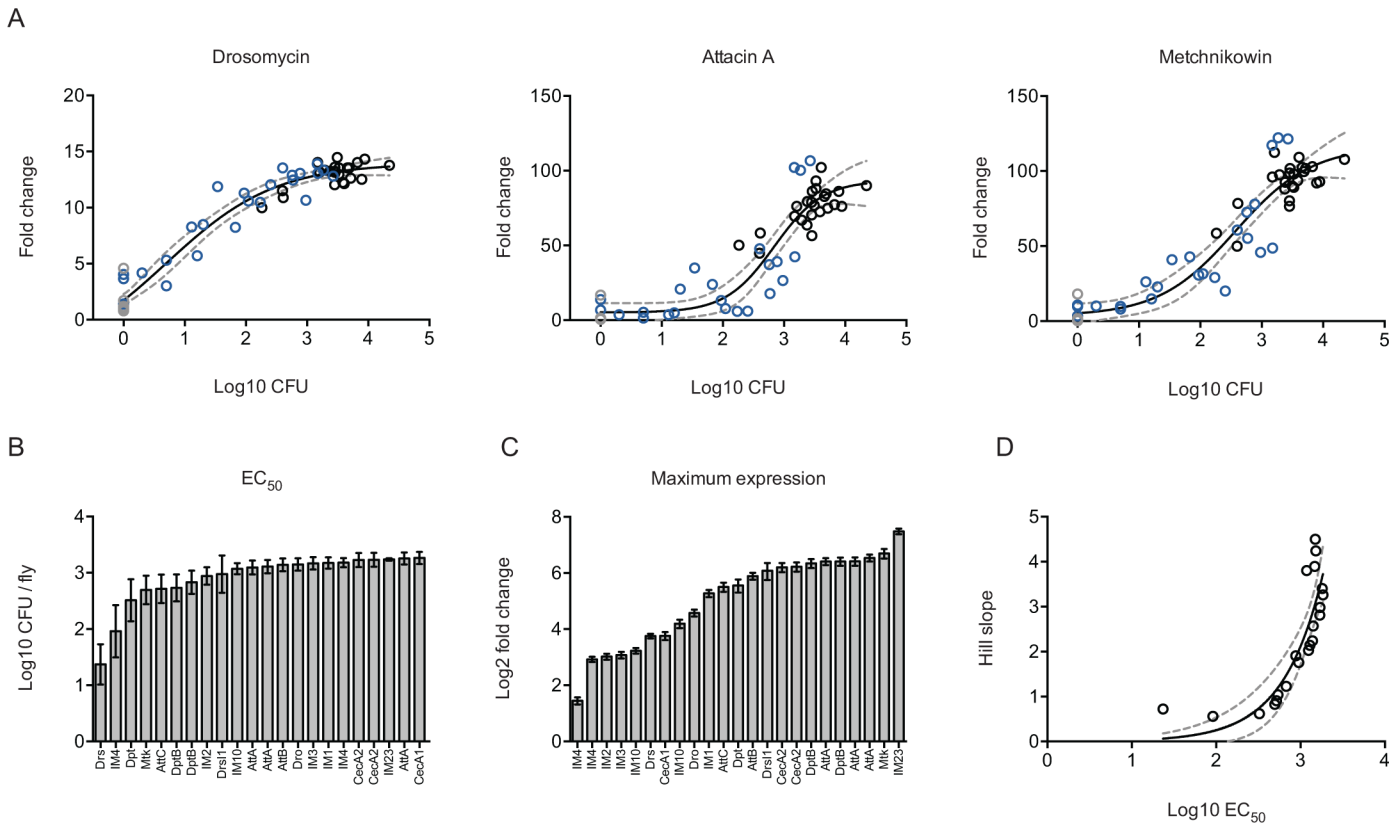 A
Drosomycin
Attacin A
Metchnikowin
20
15
10
5
0
Fold change
0 1 2 3 4 5
Log10 CFU
150
100
50
0
Fold change
0 1 2 3 4 5
Log10 CFU
150
100
50
0
Fold change
0 1 2 3 4 5
Log10 CFU
B
EC50
4
3
2
1
0
Log10 CFU / fly
Drs IM4 Dpt Mtk AttC DptB DptB IM2 Drsl1 IM10 AttA AttA AttB Dro IM3 IM1 IM4 CecA2 CecA2 IM23 AttA CecA1
C
Maximum expression
8
6
4
2
0
Log2 fold change
IM4 IM4 IM2 IM3 IM10 Drs CecA1 IM10 Dro IM1 AttC Dpt AttB Drsl1 CecA2 CecA2 DptB AttA DptB AttA AttA Mtk IM23
D
5
4
3
2
1
0
Hill slope
0 1 2 3 4
Log10 EC50